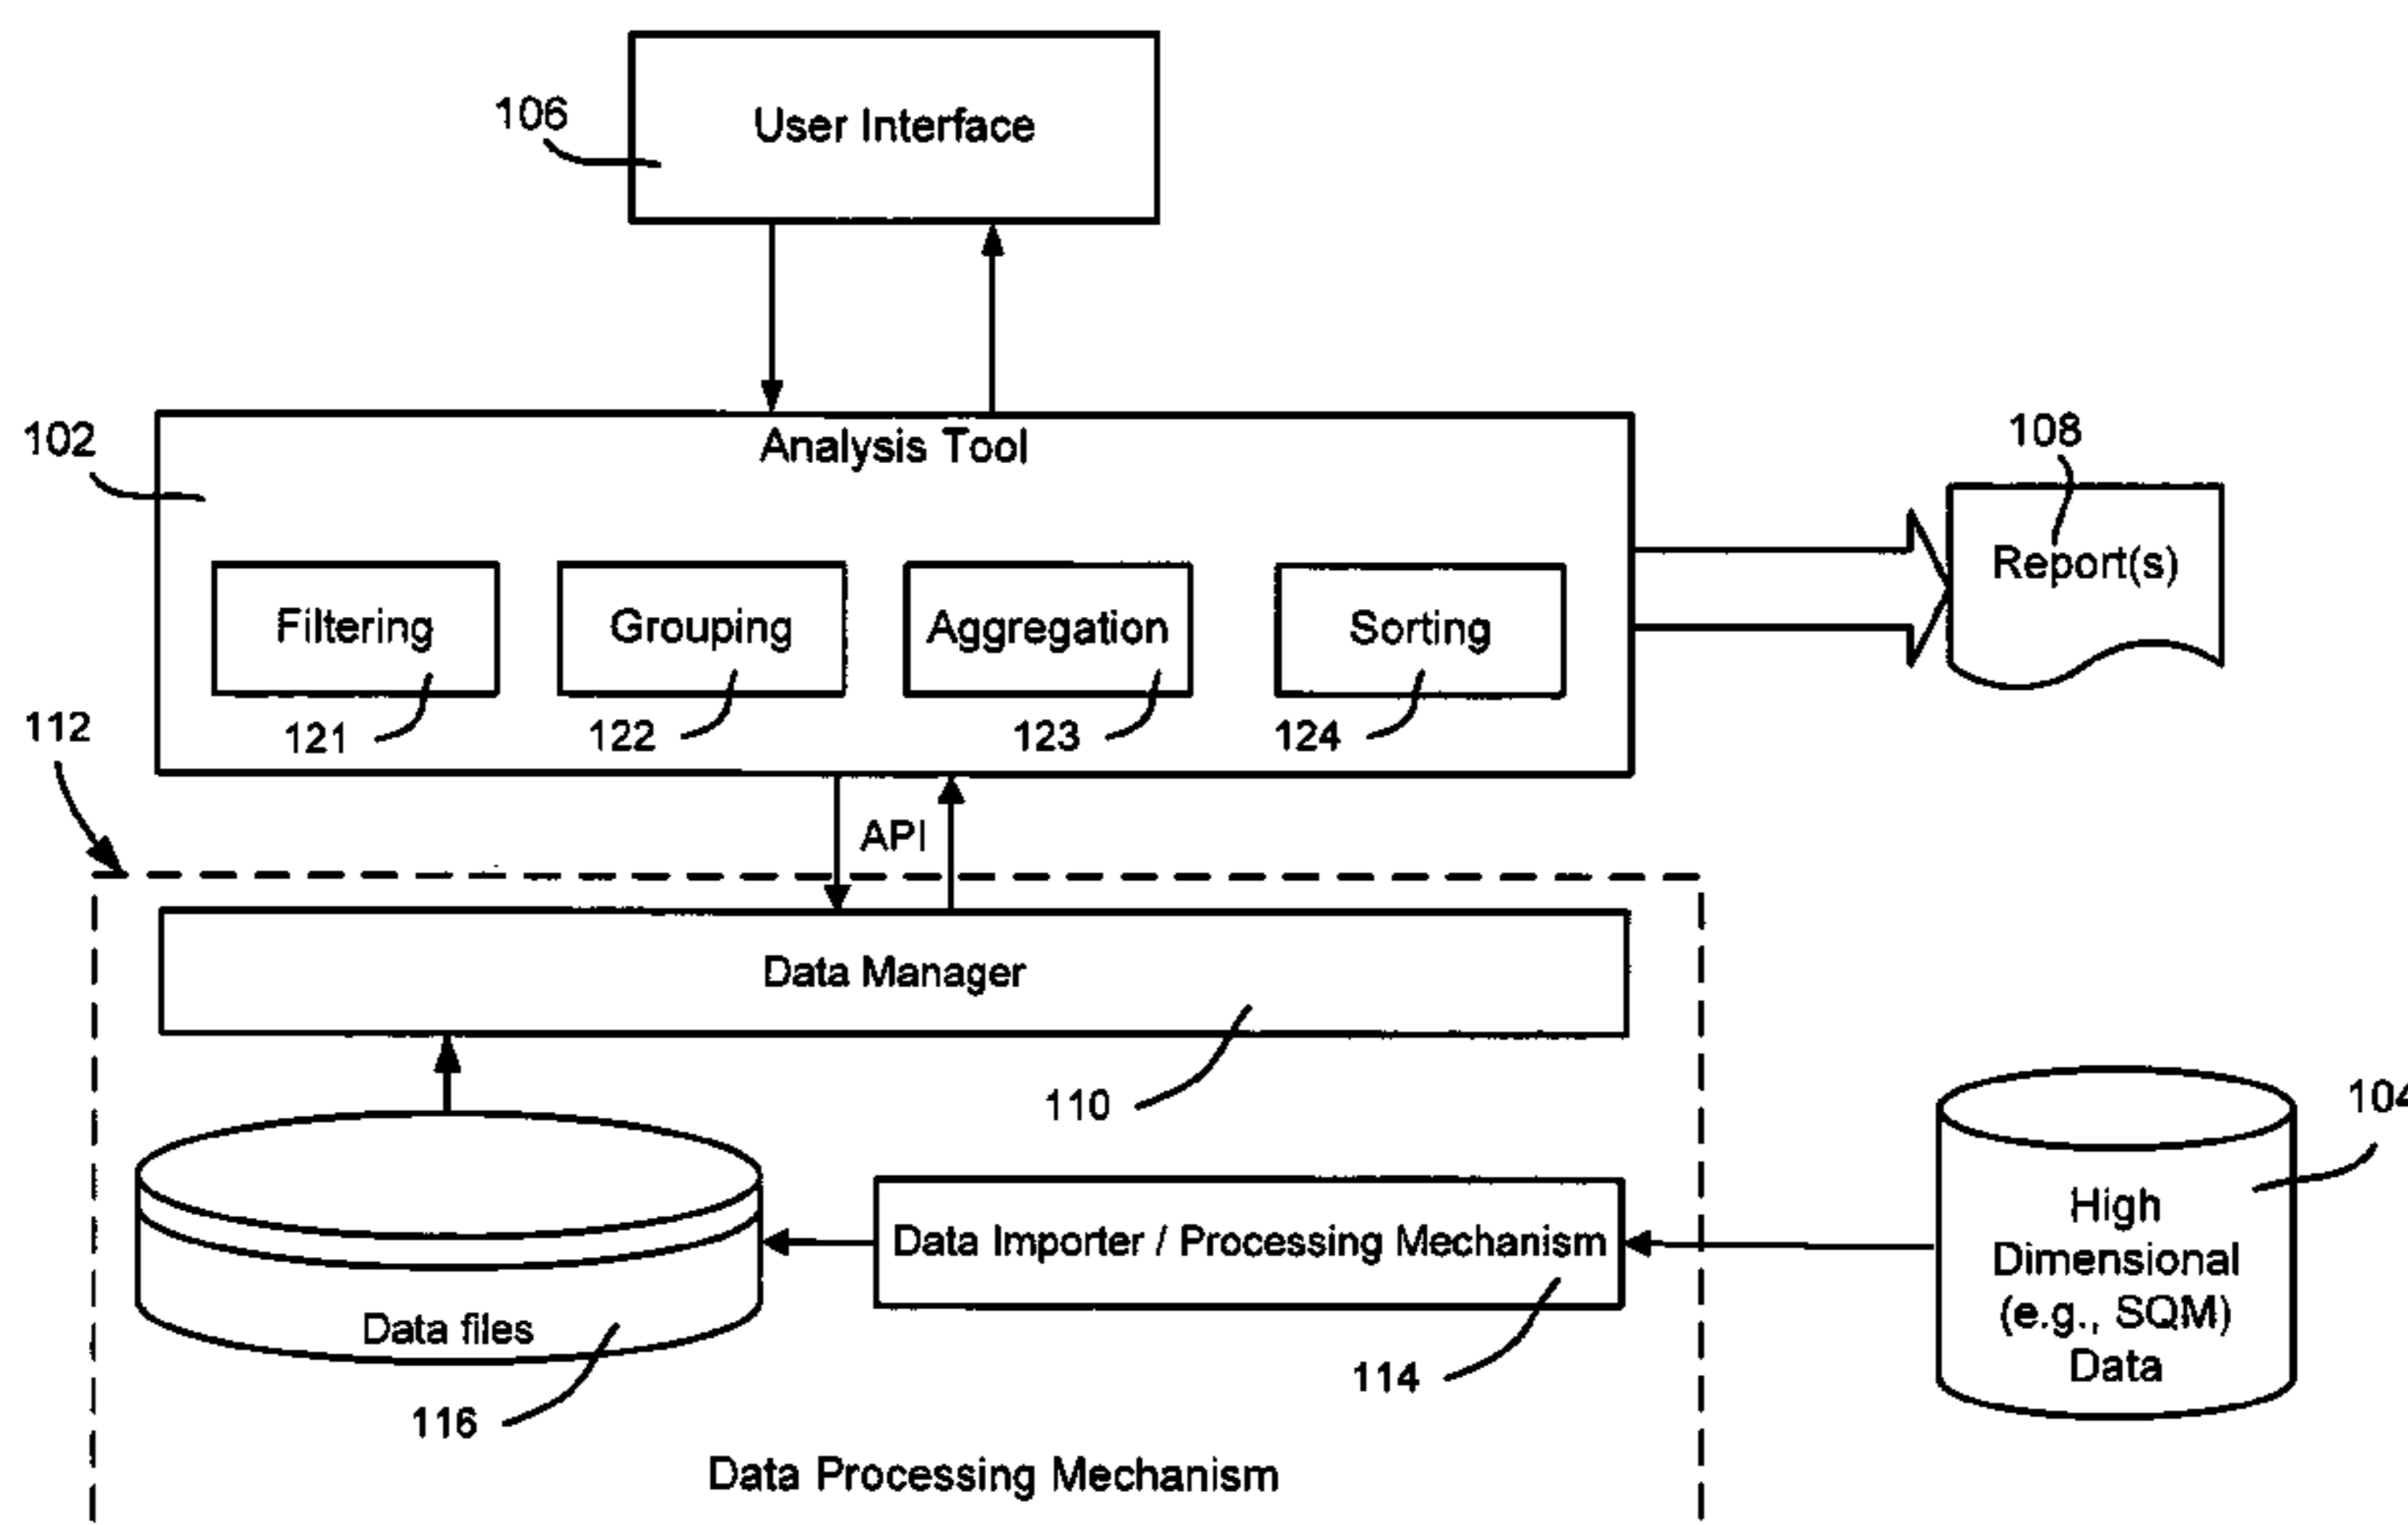 106
User Interface
102
Analysis Tool
108
Report(s)
Filtering
Grouping
Aggregation
Sorting
121
122
123
124
112
API
Data Manager
110
104
High
Dimensional
(e.g., SQM)
Data
Data Importer / Processing Mechanism
114
Data files
116
Data Processing Mechanism